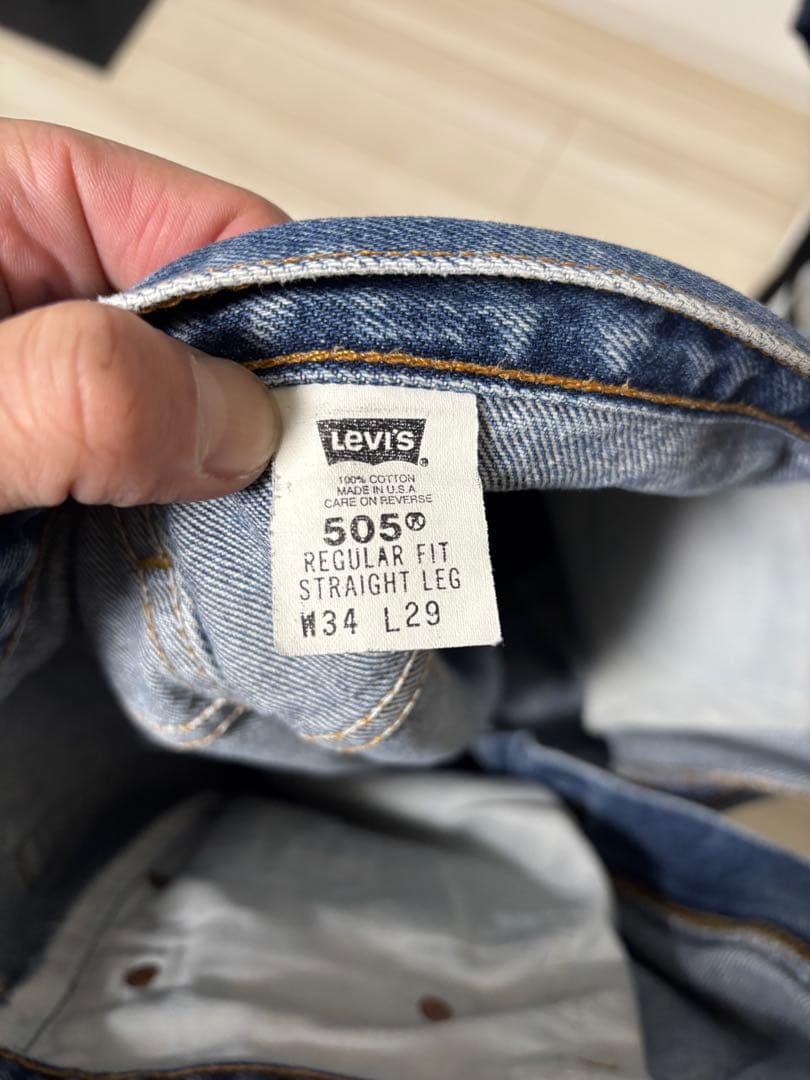 Levi's®
100% COTTON
MADE IN U.S.A
CARE ON REVERSE
505®
REGULAR FIT
STRAIGHT LEG
W34 L29